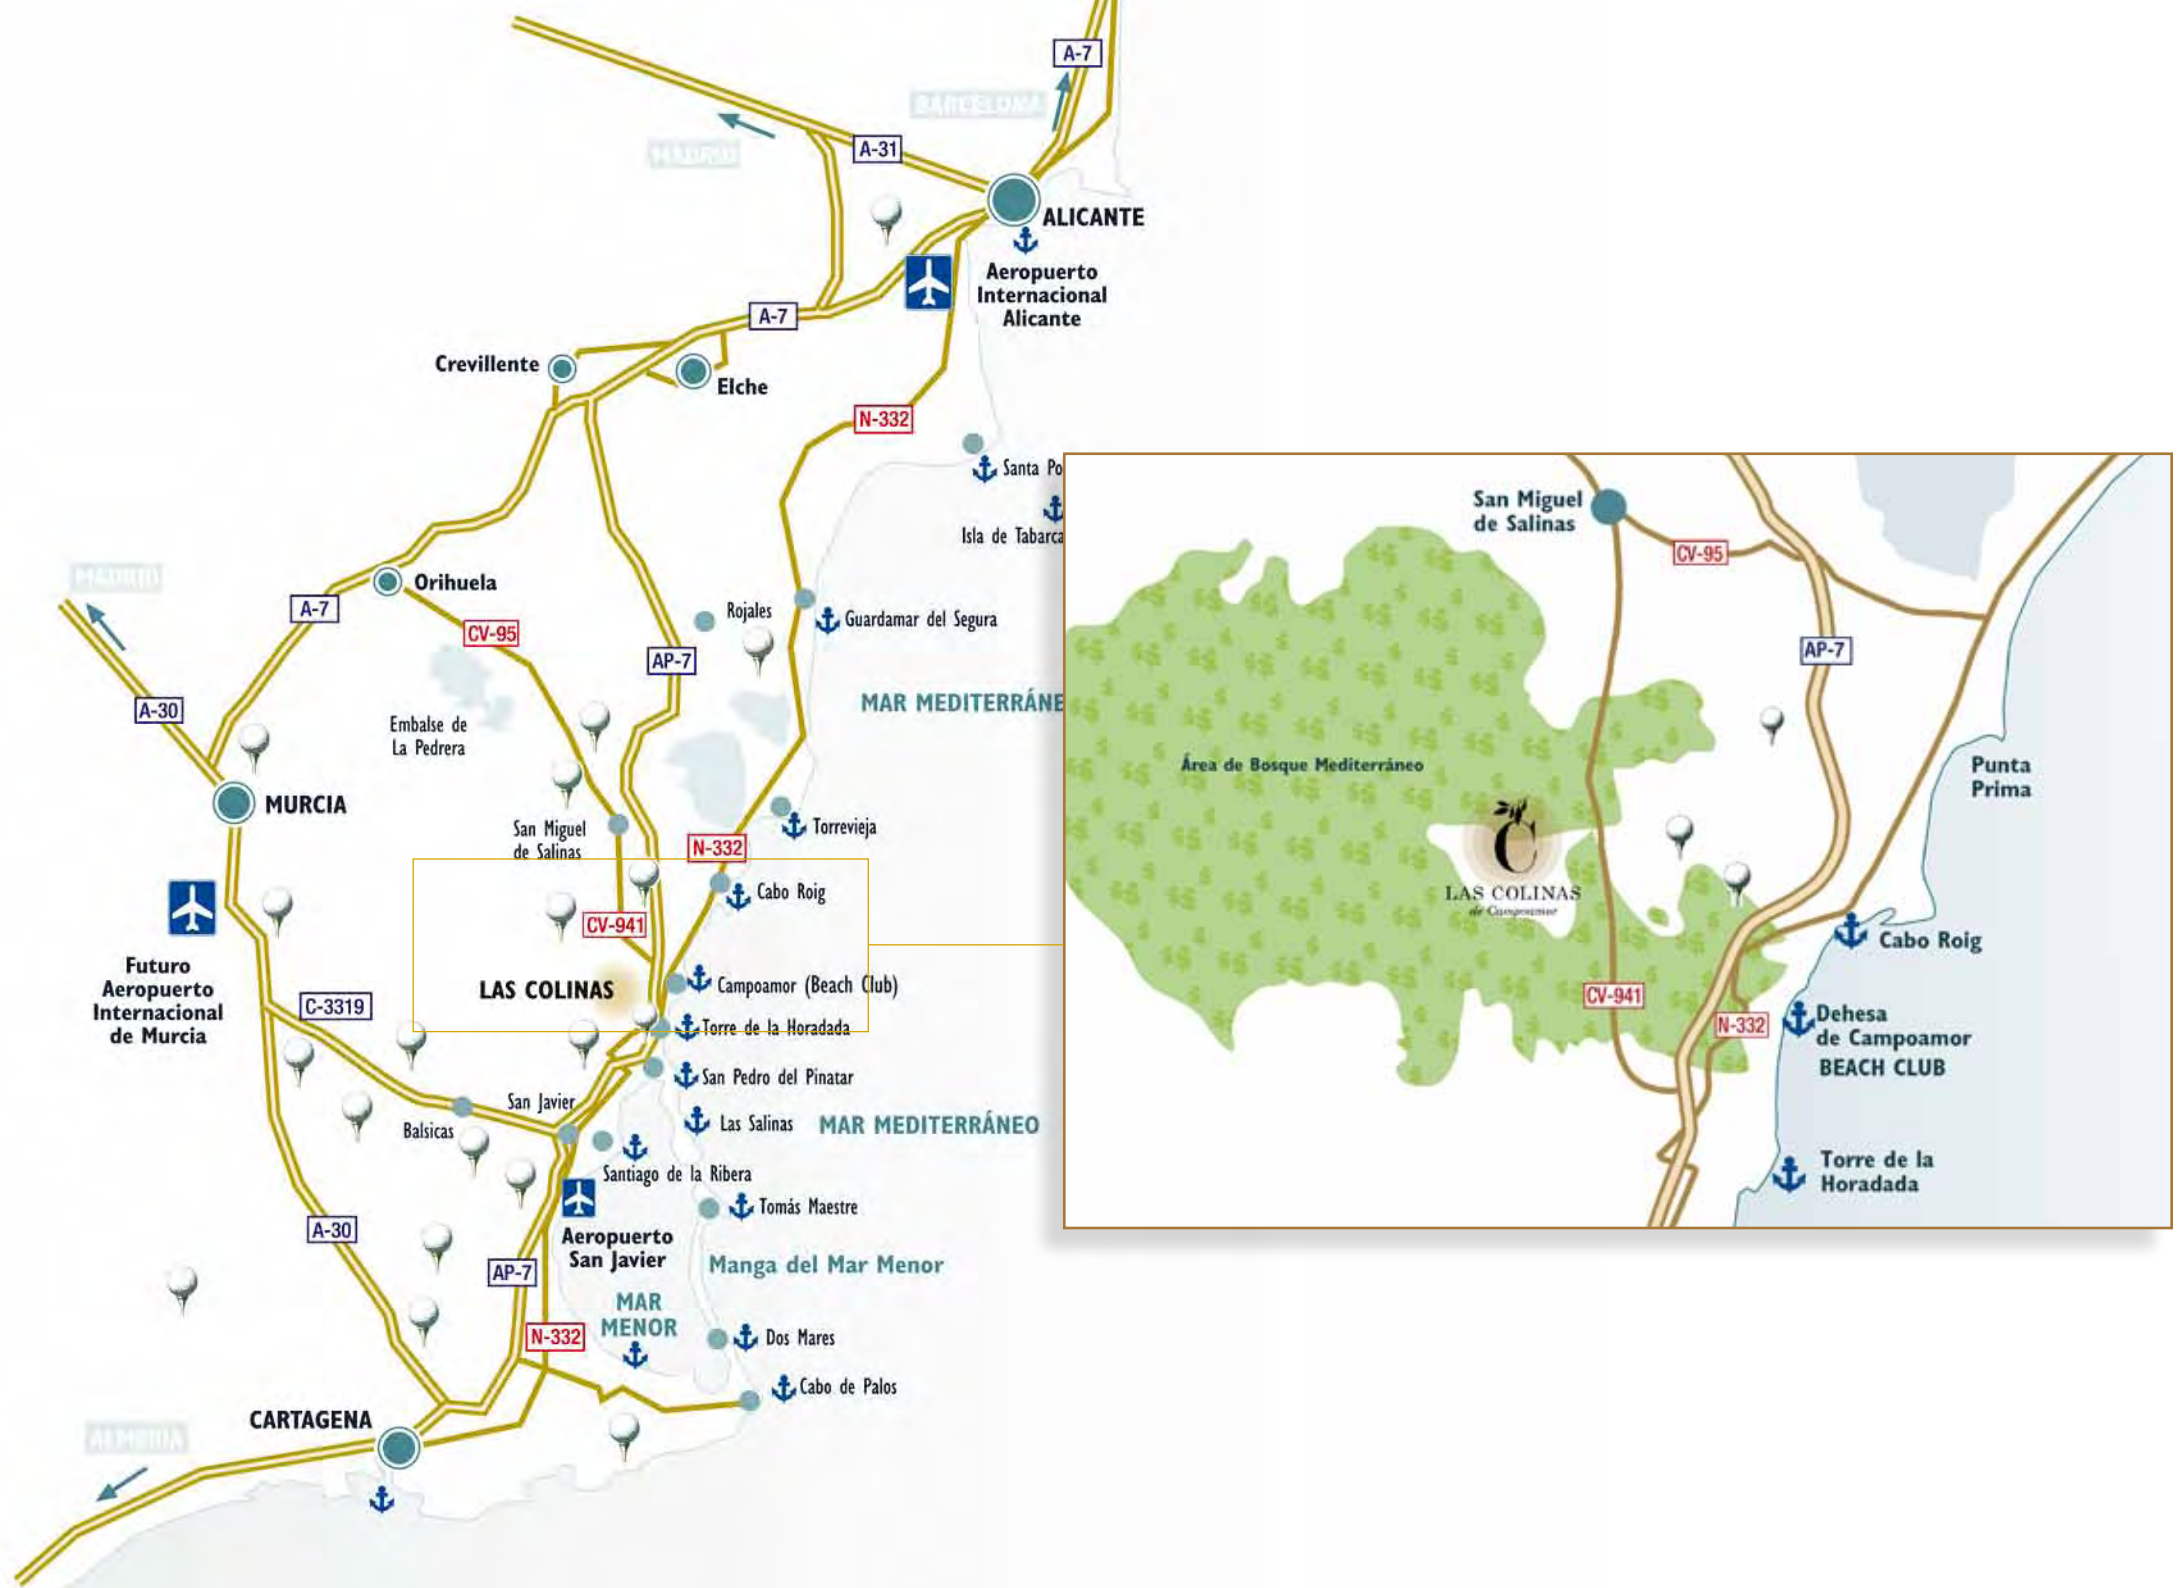 A-7
BARCELONA
MADRID
A-31
ALICANTE
Aeropuerto
Internacional
Alicante
A-7
Crevillente
Elche
N-332
Santa Po
Isla de Tabarca
MADRID
Orihuela
A-7
CV-95
Rojales
Guardamar del Segura
AP-7
A-30
MAR MEDITERRÁNE
Embalse de
La Pedrera
MURCIA
San Miguel
de Salinas
Torrevieja
N-332
Cabo Roig
CV-941
Futuro
Aeropuerto
Internacional
de Murcia
LAS COLINAS
Campoamor (Beach Club)
C-3319
Torre de la Horadada
San Pedro del Pinatar
San Javier
Balsicas
Las Salinas
MAR MEDITERRÁNEO
Santiago de la Ribera
Tomás Maestre
A-30
Aeropuerto
San Javier
AP-7
Manga del Mar Menor
MAR
MENOR
N-332
Dos Mares
Cabo de Palos
CARTAGENA
ALMERIA
San Miguel
de Salinas
CV-95
AP-7
Área de Bosque Mediterráneo
Punta
Prima
C
LAS COLINAS
de Campoamor
Cabo Roig
CV-941
N-332
Dehesa
de Campoamor
BEACH CLUB
Torre de la
Horadada